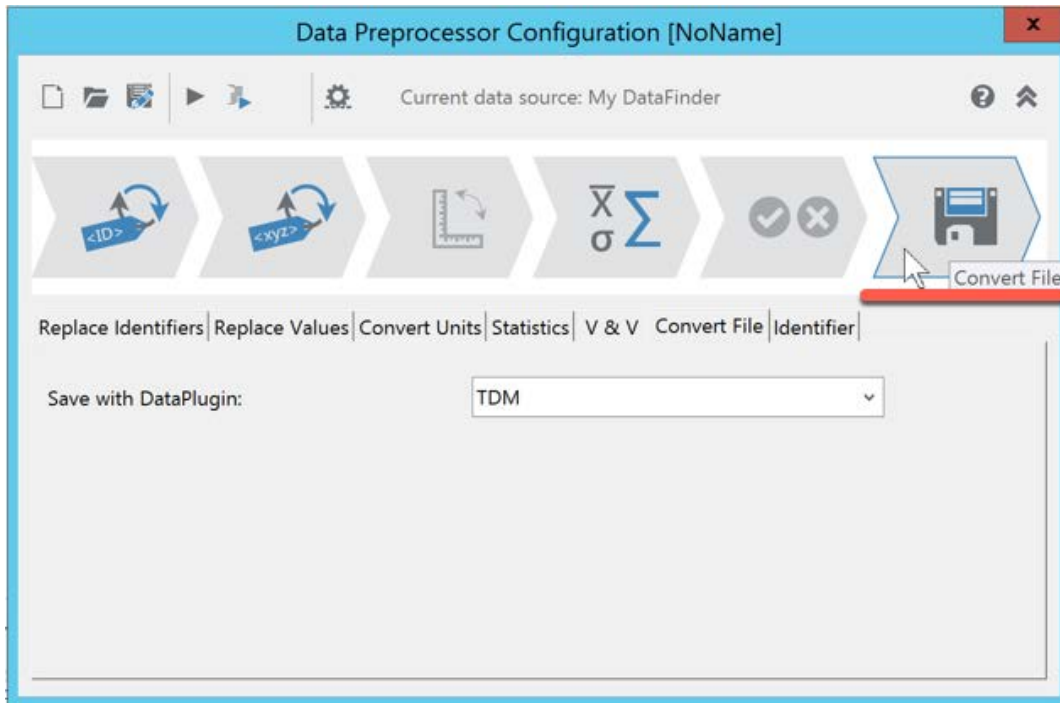 Data Preprocessor Configuration [NoName]
x
Current data source: My DataFinder
?
<ID>
<xyz>
X̅
σ Σ
Convert File
Replace Identifiers Replace Values Convert Units Statistics V & V Convert File Identifier
Save with DataPlugin: TDM